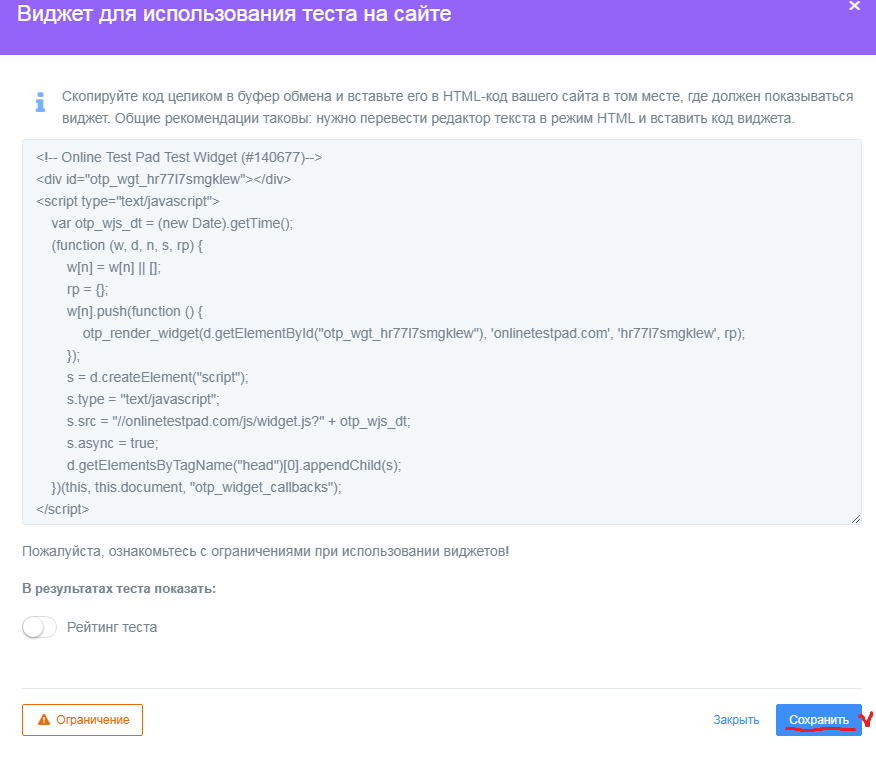 Виджет для использования теста на сайте
×
Скопируйте код целиком в буфер обмена и вставьте его в HTML-код вашего сайта в том месте, где должен показываться
виджет. Общие рекомендации таковы: нужно перевести редактор текста в режим HTML и вставить код виджета.
<!-- Online Test Pad Test Widget (#140677)-->
<div id="otp_wgt_hr77l7smgklew"></div>
<script type="text/javascript">
var otp_wjs_dt = (new Date).getTime();
(function (w, d, n, s, rp) {
w[n] = w[n] || [];
rp = {};
w[n].push(function () {
otp_render_widget(d.getElementById("otp_wgt_hr77l7smgklew"), 'onlinetestpad.com', 'hr77l7smgklew', rp);
});
s = d.createElement("script");
s.type = "text/javascript";
s.src = "//onlinetestpad.com/js/widget.js?" + otp_wjs_dt;
s.async = true;
d.getElementsByTagName("head")[0].appendChild(s);
})(this, this.document, "otp_widget_callbacks");
</script>
Пожалуйста, ознакомьтесь с ограничениями при использовании виджетов!
В результатах теста показать:
Рейтинг теста
Ограничение
Закрыть
Сохранить